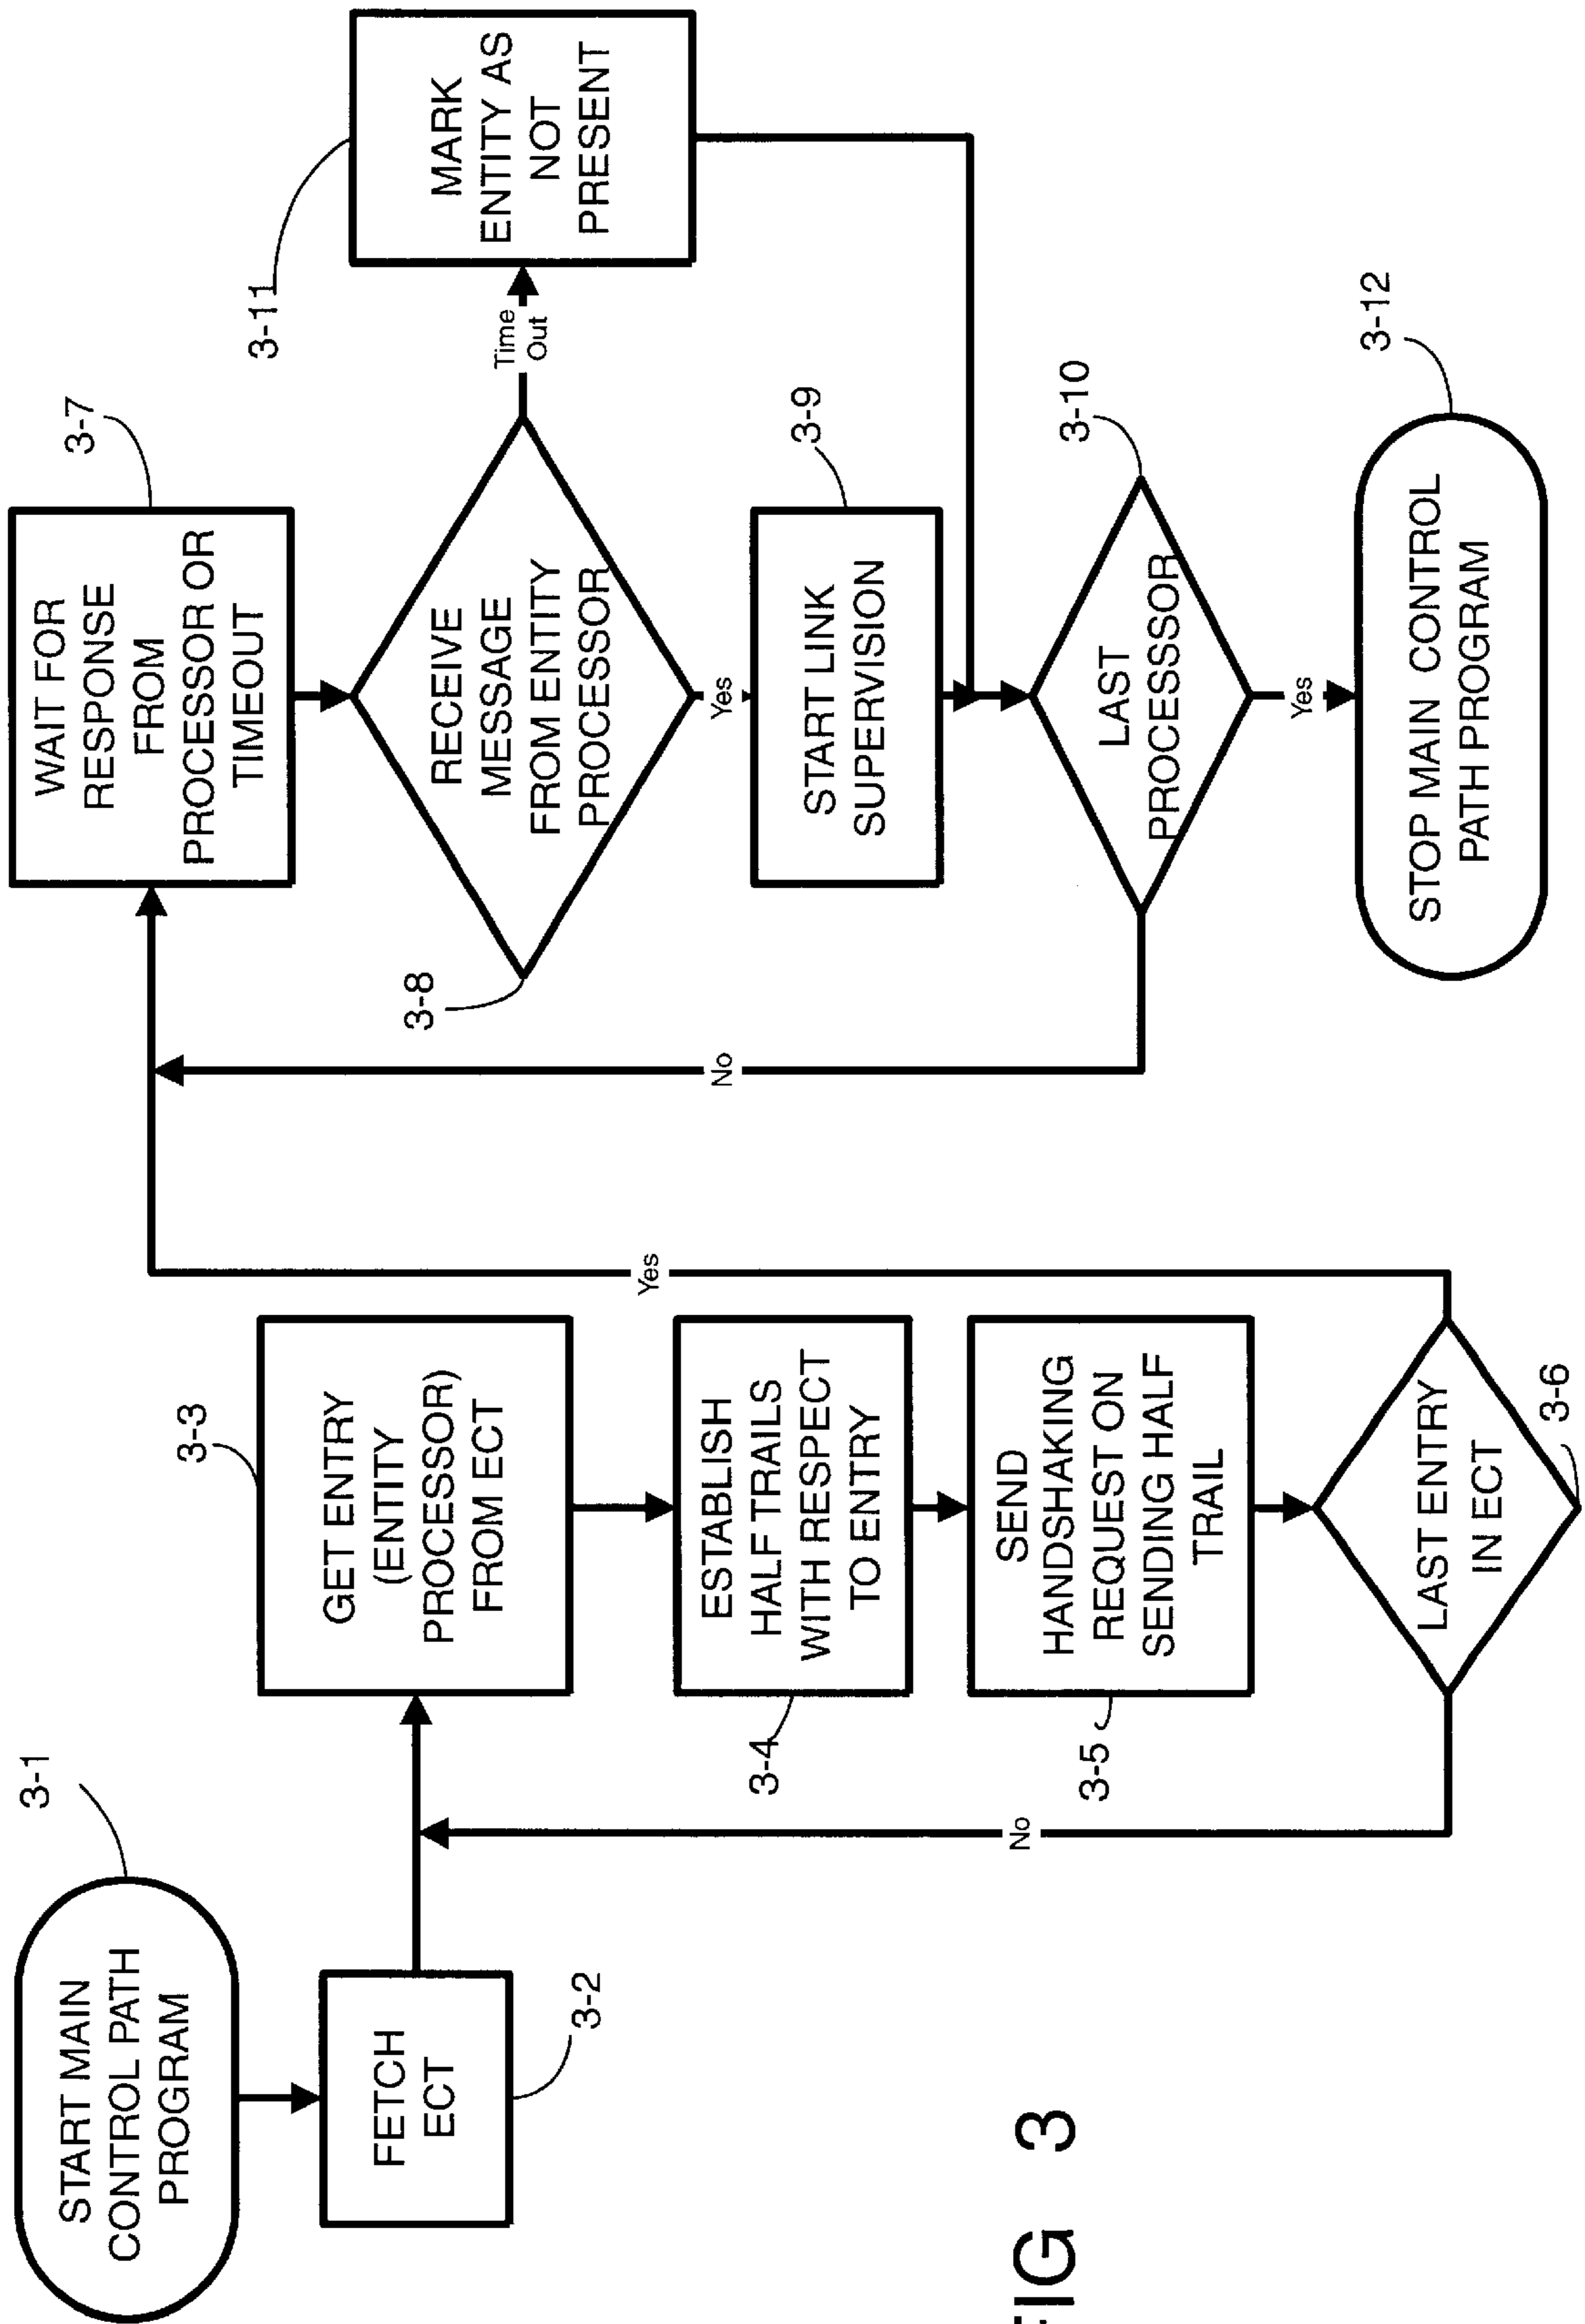 3-1
START MAIN
CONTROL PATH
PROGRAM
FETCH
ECT
3-2
3-3
GET ENTRY
(ENTITY
PROCESSOR)
FROM ECT
ESTABLISH
HALF TRAILS
WITH RESPECT
TO ENTRY
3-4
SEND
HANDSHAKING
REQUEST ON
SENDING HALF
TRAIL
3-5
LAST ENTRY
IN ECT
3-6
No
Yes
3-7
WAIT FOR
RESPONSE
FROM
PROCESSOR OR
TIMEOUT
3-8
RECEIVE
MESSAGE
FROM ENTITY
PROCESSOR
Time
Out
3-11
MARK
ENTITY AS
NOT
PRESENT
Yes
3-9
START LINK
SUPERVISION
3-10
LAST
PROCESSOR
No
Yes
3-12
STOP MAIN CONTROL
PATH PROGRAM
FIG 3